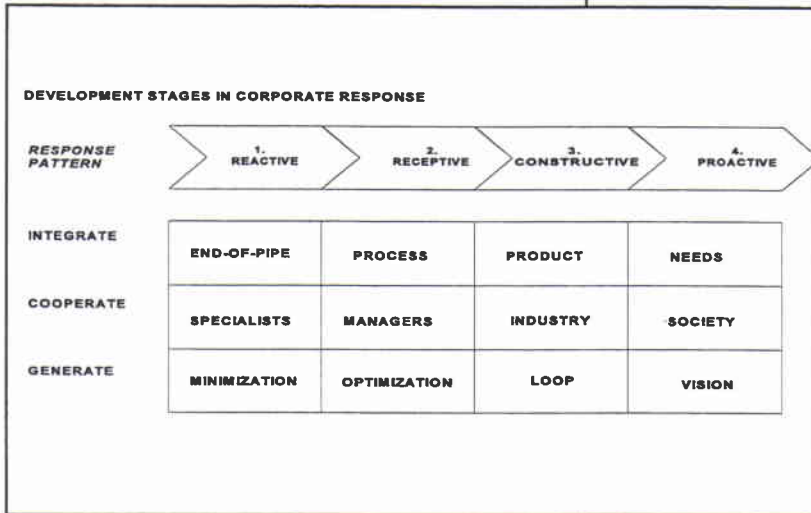 DEVELOPMENT STAGES IN CORPORATE RESPONSE
RESPONSE PATTERN
1. REACTIVE
2. RECEPTIVE
3. CONSTRUCTIVE
4. PROACTIVE
INTEGRATE
END-OF-PIPE PROCESS PRODUCT NEEDS
COOPERATE
SPECIALISTS MANAGERS INDUSTRY SOCIETY
GENERATE
MINIMIZATION OPTIMIZATION LOOP VISION